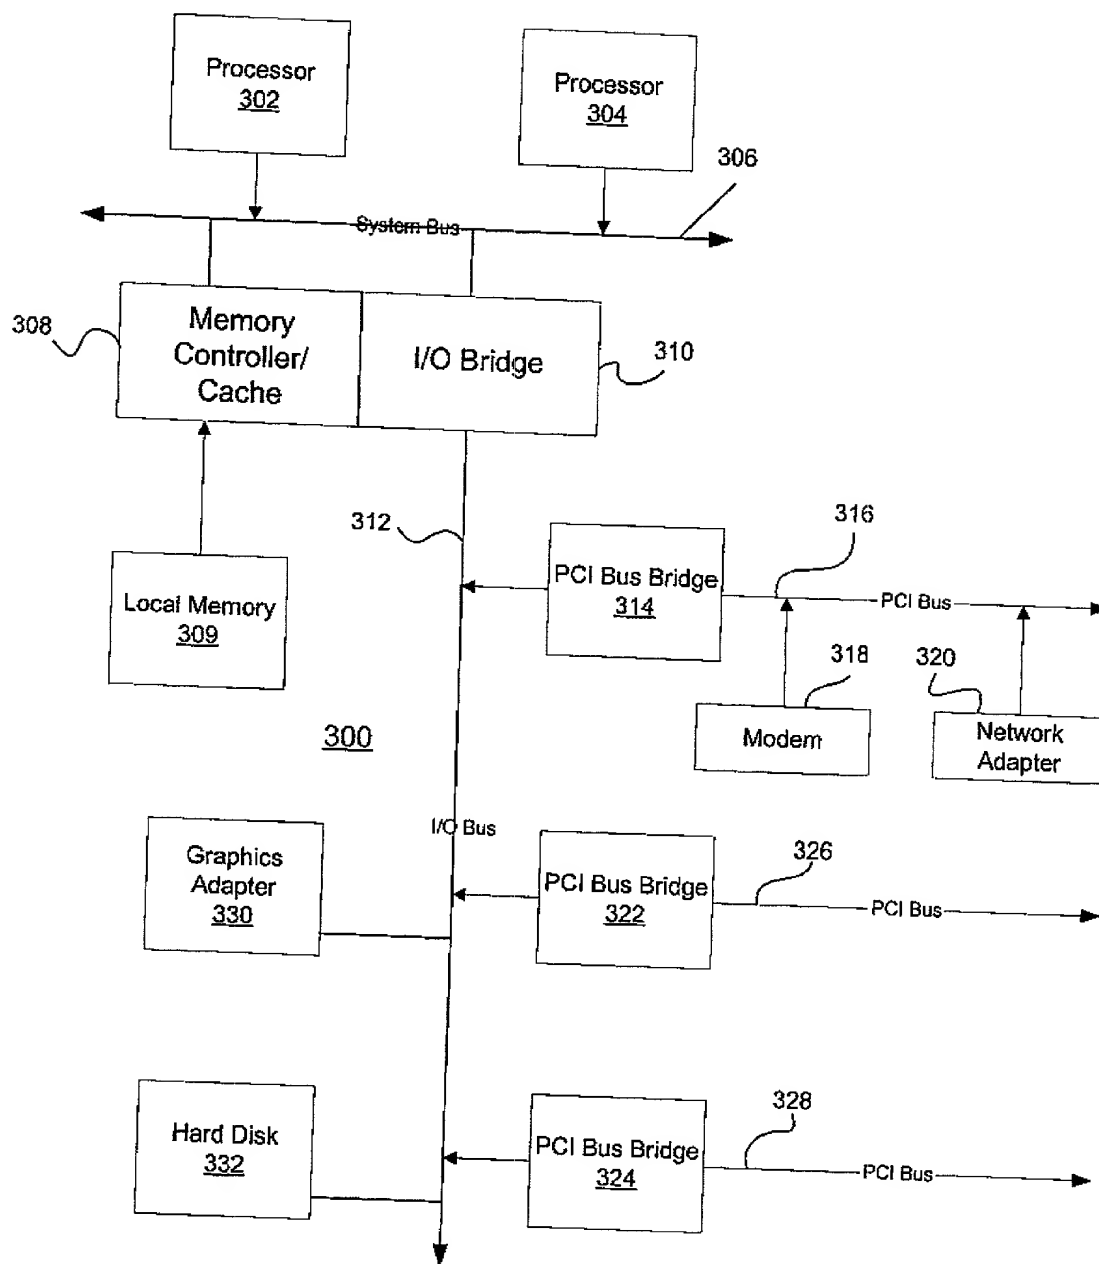 Processor
302
Processor
304
306
System Bus
308
Memory
Controller/
Cache
I/O Bridge
310
312
316
PCI Bus Bridge
314
PCI Bus
Local Memory
309
318
320
Modem
Network
Adapter
300
I/O Bus
326
Graphics
Adapter
330
PCI Bus Bridge
322
PCI Bus
328
Hard Disk
332
PCI Bus Bridge
324
PCI Bus